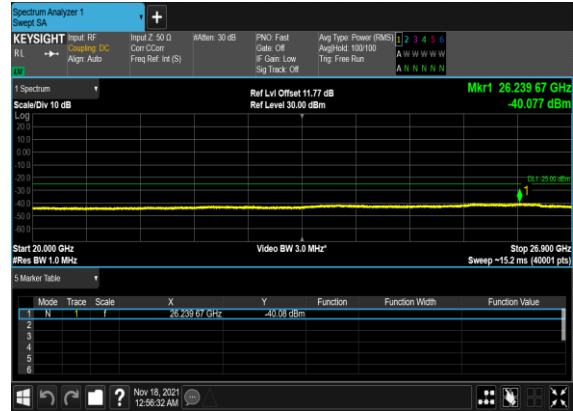 Spectrum Analyzer 1
Swept SA
+
KEYSIGHT Input: RF Input Z: 50 Ω #Atten: 30 dB PNO: Fast Avg Type: Power (RMS) 1 2 3 4 5 6
RL Coupling: DC Corr CCorr Gate: Off Avg|Hold: 100/100 A W W W W W
Align: Auto Freq Ref: Int (S) IF Gain: Low Trig: Free Run
Sig Track: Off A N N N N N
1 Spectrum
Ref Lvl Offset 11.77 dB Mkr1 26.239 67 GHz
Scale/Div 10 dB Ref Level 30.00 dBm -40.077 dBm
Log
20.0
10.0
0.00
-10.0
-20.0 DL1 -25.00 dBm
-30.0 1
-40.0
-50.0
-60.0
Start 20.000 GHz Video BW 3.0 MHz* Stop 26.900 GHz
#Res BW 1.0 MHz Sweep ~15.2 ms (40001 pts)
5 Marker Table
Mode Trace Scale X Y Function Function Width Function Value
1 N 1 f 26.239 67 GHz -40.08 dBm
2
3
4
5
6
? Nov 18, 2021
12:56:32 AM